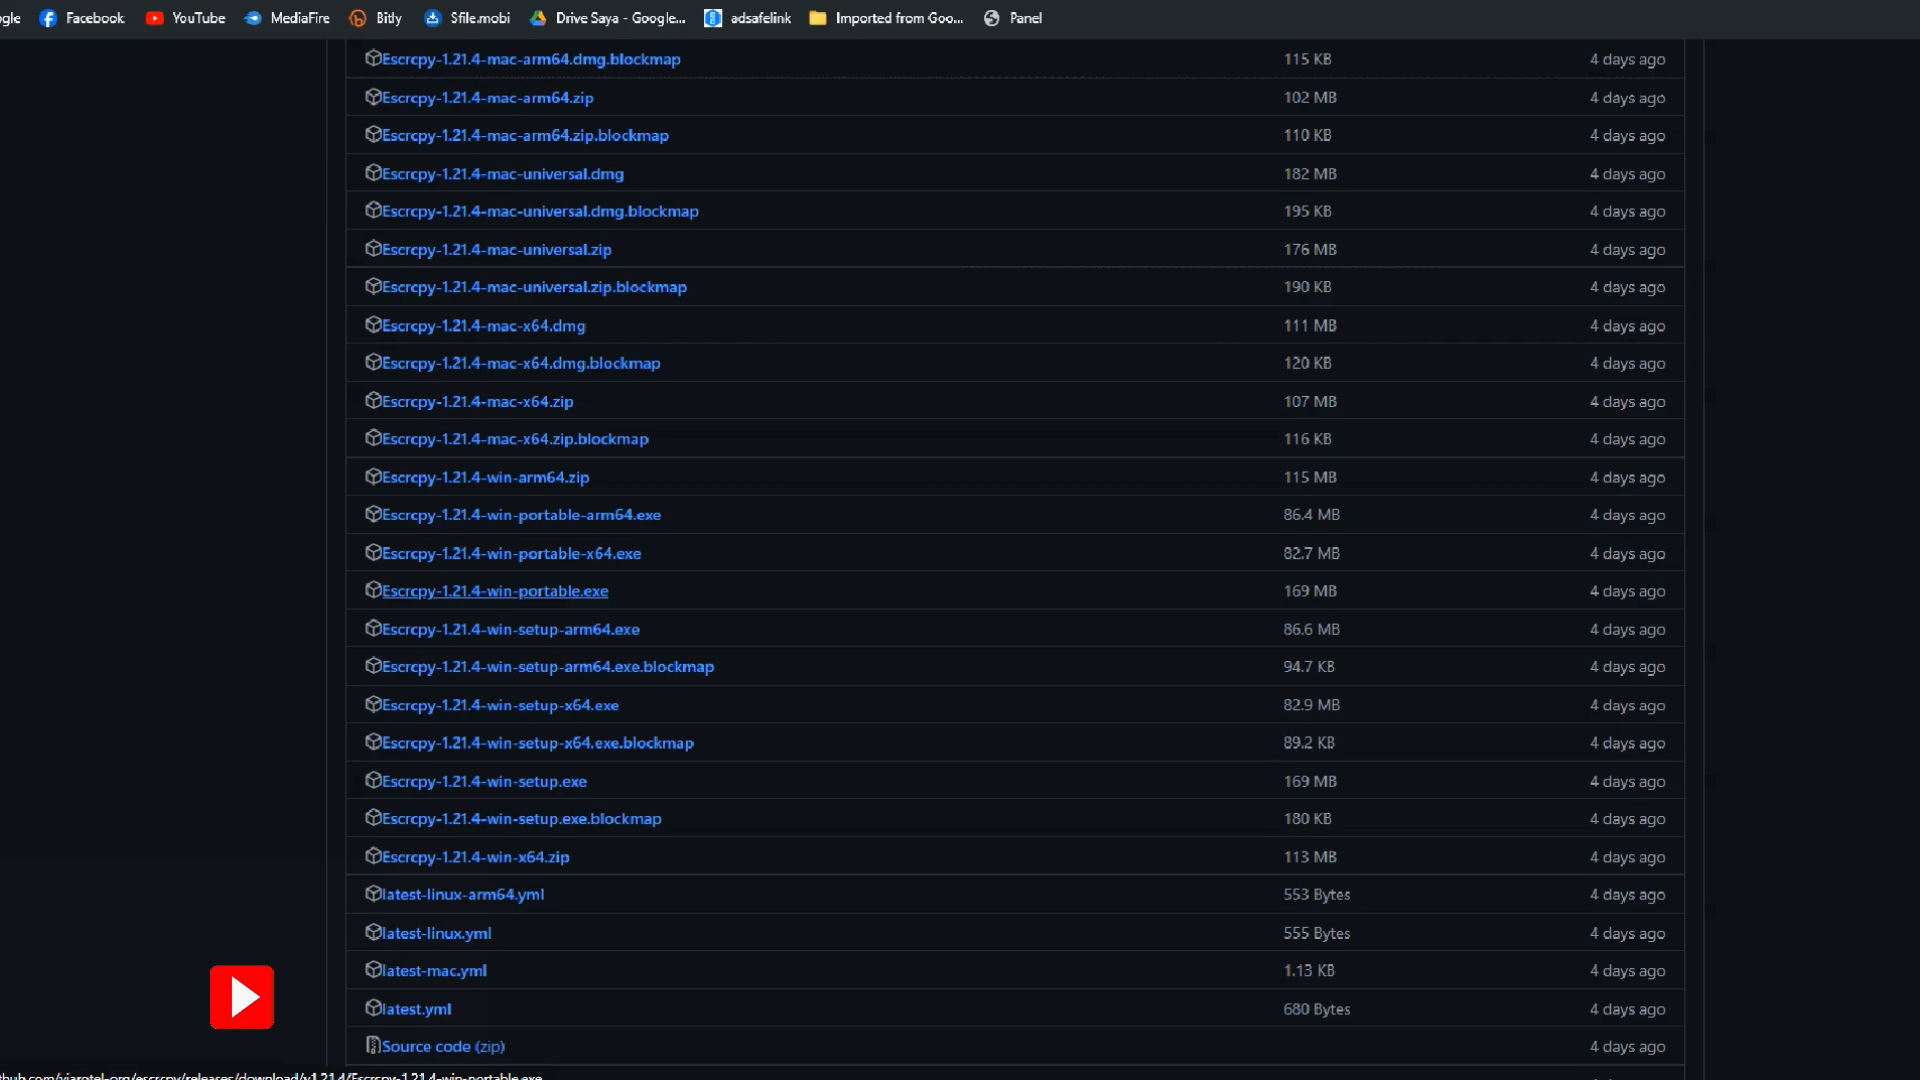 gle Facebook YouTube MediaFire Bitly Sfile.mobi Drive Saya - Google... adsafelink Imported from Goo... Panel
Escrcpy-1.21.4-mac-arm64.dmg.blockmap 115 KB 4 days ago
Escrcpy-1.21.4-mac-arm64.zip 102 MB 4 days ago
Escrcpy-1.21.4-mac-arm64.zip.blockmap 110 KB 4 days ago
Escrcpy-1.21.4-mac-universal.dmg 182 MB 4 days ago
Escrcpy-1.21.4-mac-universal.dmg.blockmap 195 KB 4 days ago
Escrcpy-1.21.4-mac-universal.zip 176 MB 4 days ago
Escrcpy-1.21.4-mac-universal.zip.blockmap 190 KB 4 days ago
Escrcpy-1.21.4-mac-x64.dmg 111 MB 4 days ago
Escrcpy-1.21.4-mac-x64.dmg.blockmap 120 KB 4 days ago
Escrcpy-1.21.4-mac-x64.zip 107 MB 4 days ago
Escrcpy-1.21.4-mac-x64.zip.blockmap 116 KB 4 days ago
Escrcpy-1.21.4-win-arm64.zip 115 MB 4 days ago
Escrcpy-1.21.4-win-portable-arm64.exe 86.4 MB 4 days ago
Escrcpy-1.21.4-win-portable-x64.exe 82.7 MB 4 days ago
Escrcpy-1.21.4-win-portable.exe 169 MB 4 days ago
Escrcpy-1.21.4-win-setup-arm64.exe 86.6 MB 4 days ago
Escrcpy-1.21.4-win-setup-arm64.exe.blockmap 94.7 KB 4 days ago
Escrcpy-1.21.4-win-setup-x64.exe 82.9 MB 4 days ago
Escrcpy-1.21.4-win-setup-x64.exe.blockmap 89.2 KB 4 days ago
Escrcpy-1.21.4-win-setup.exe 169 MB 4 days ago
Escrcpy-1.21.4-win-setup.exe.blockmap 180 KB 4 days ago
Escrcpy-1.21.4-win-x64.zip 113 MB 4 days ago
latest-linux-arm64.yml 553 Bytes 4 days ago
latest-linux.yml 555 Bytes 4 days ago
latest-mac.yml 1.13 KB 4 days ago
latest.yml 680 Bytes 4 days ago
Source code (zip) 4 days ago
thub.com/viarotel-org/escrcpy/releases/download/v1.21.4/Escrcpy-1.21.4-win-portable.exe